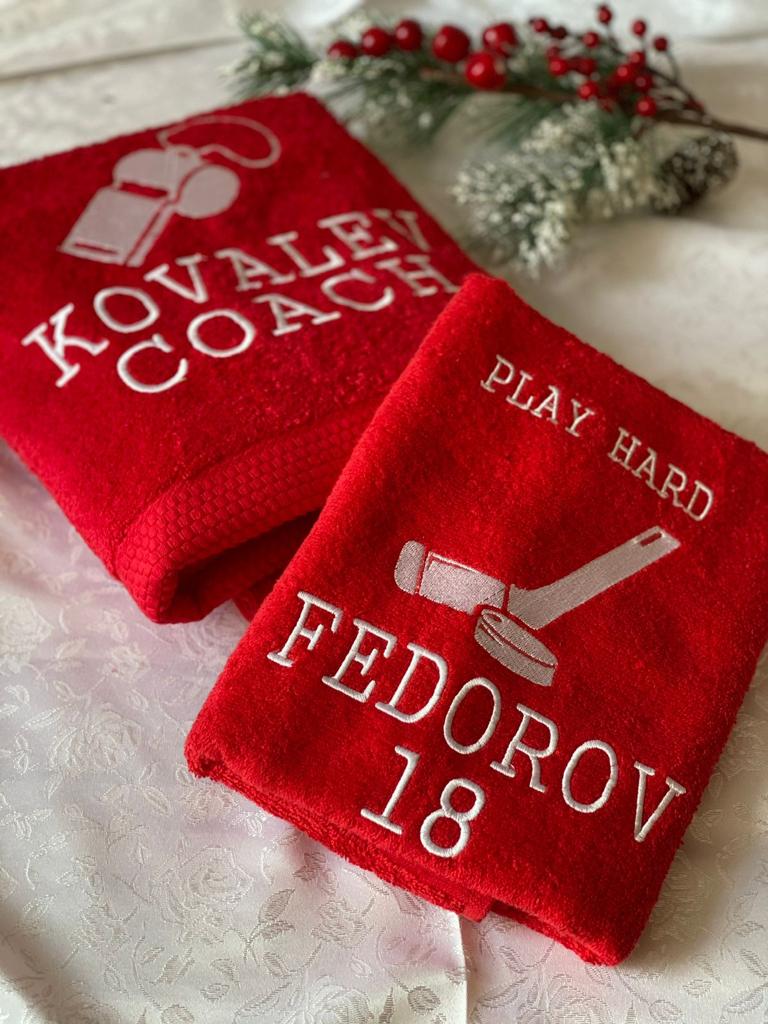 KOVALEV
COACH
PLAY HARD
FEDOROV
18